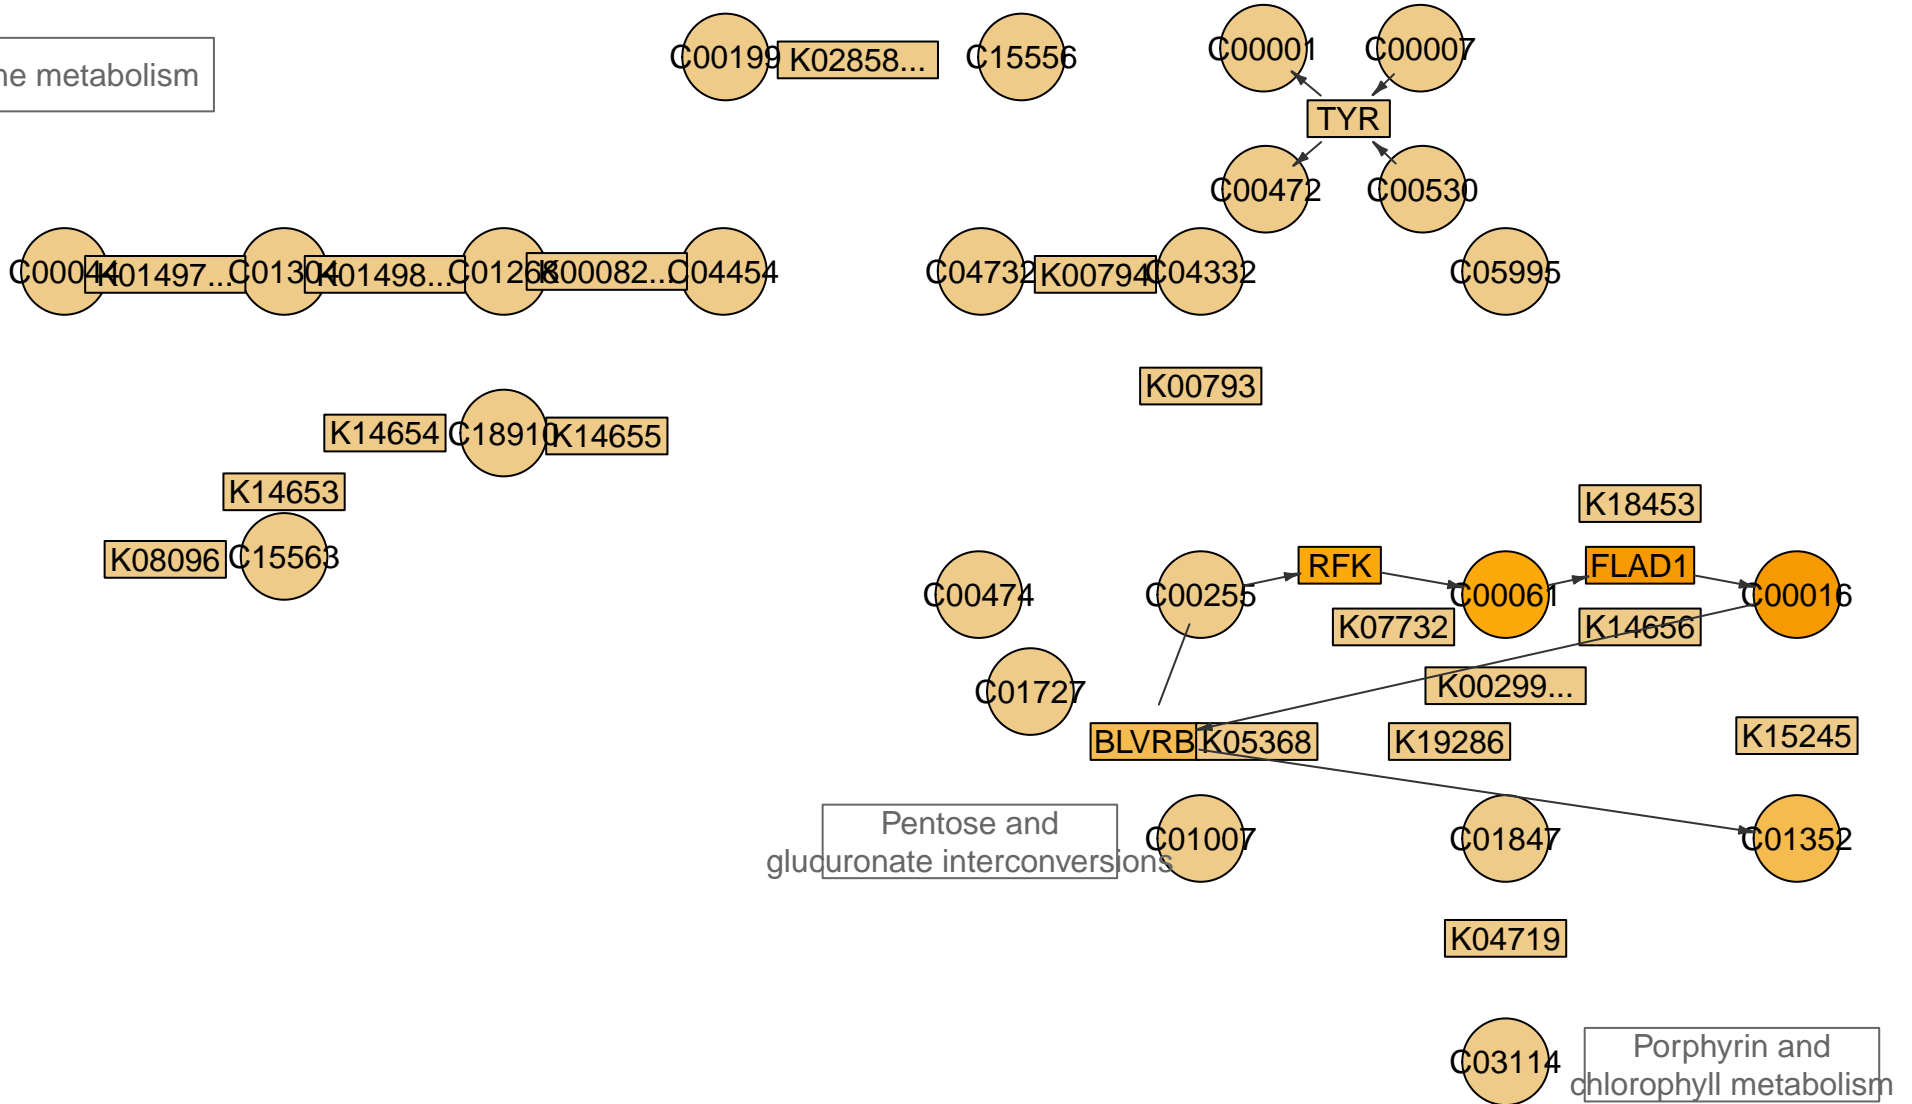 C00199
K02858...
C15556
C00001
C00007
ne metabolism
TYR
C00472
C00530
C00044
K01497...
C01304
K01498...
C01268
K00082...
C04454
C04732
K00794
C04332
C05995
K00793
K14654
C18910
K14655
K14653
K18453
K08096
C15563
RFK
FLAD1
C00474
C00255
C00061
C00016
K07732
K14656
C01727
K00299...
BLVRB
K05368
K19286
K15245
Pentose and
glucuronate interconversions
C01007
C01847
C01352
K04719
C03114
Porphyrin and
chlorophyll metabolism